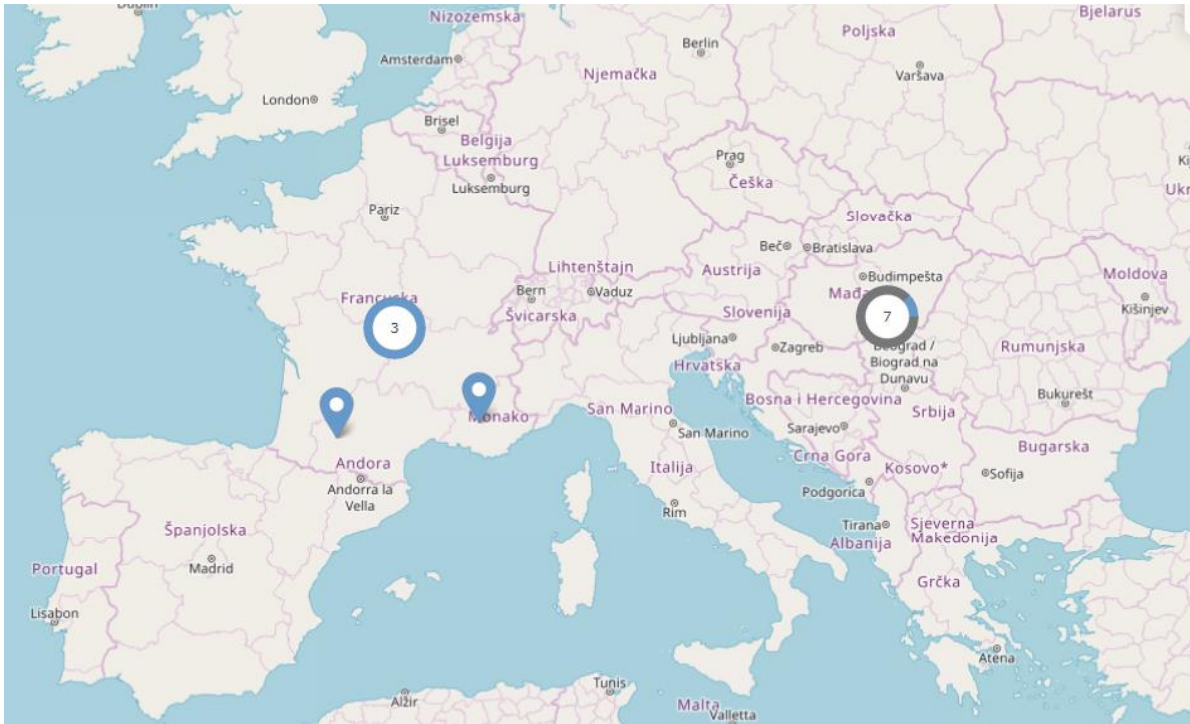 Dublin
Nizozemska
Bjelarus
Berlin
Poljska
Amsterdam
Njemačka
Varšava
London
Brisel
Belgija
Luksemburg
Luksemburg
Prag
Češka
Pariz
Slovačka
Beč
Bratislava
Lihtenštajn
Austrija
Budimpešta
Moldova
Bern
Vaduz
Francuska
Švicarska
Slovenija
Kišinjev
3
7
Ljubljana
Zagreb
Beograd /
Biograd na
Dunavu
Rumunjska
Hrvatska
Bukurešt
Bosna i Hercegovina
Srbija
Monako
San Marino
San Marino
Sarajevo
Bugarska
Crna Gora
Andora
Italija
Kosovo*
Sofija
Andorra la
Vella
Podgorica
Rim
Španjolska
Tirana
Sjeverna
Makedonija
Albanija
Madrid
Portugal
Grčka
Lisabon
Atena
Tunis
Alžir
Malta
Valletta